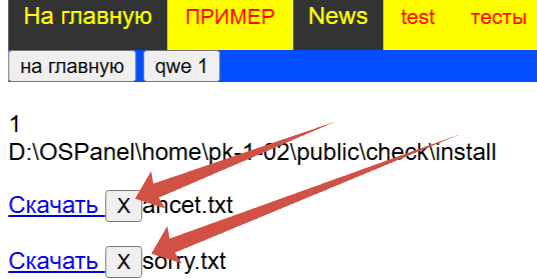 На главную ПРИМЕР News test тесты
на главную qwe 1
1
D:\OSPanel\home\pk-1-02\public\check\install
Скачать X ancet.txt
Скачать X sorry.txt